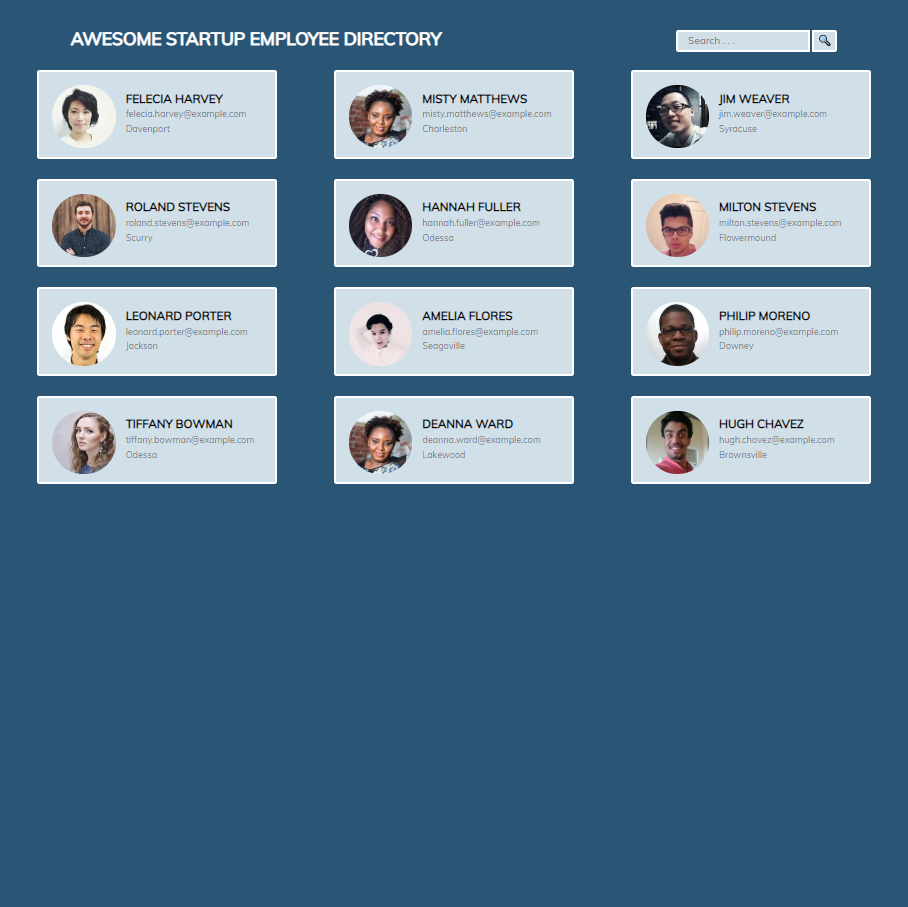 AWESOME STARTUP EMPLOYEE DIRECTORY
Search . . .
FELECIA HARVEY
felecia.harvey@example.com
Davenport
MISTY MATTHEWS
misty.matthews@example.com
Charleston
JIM WEAVER
jim.weaver@example.com
Syracuse
ROLAND STEVENS
roland.stevens@example.com
Scurry
HANNAH FULLER
hannah.fuller@example.com
Odessa
MILTON STEVENS
milton.stevens@example.com
Flowermound
LEONARD PORTER
leonard.porter@example.com
Jackson
AMELIA FLORES
amelia.flores@example.com
Seagoville
PHILIP MORENO
philip.moreno@example.com
Downey
TIFFANY BOWMAN
tiffany.bowman@example.com
Odessa
DEANNA WARD
deanna.ward@example.com
Lakewood
HUGH CHAVEZ
hugh.chavez@example.com
Brownsville